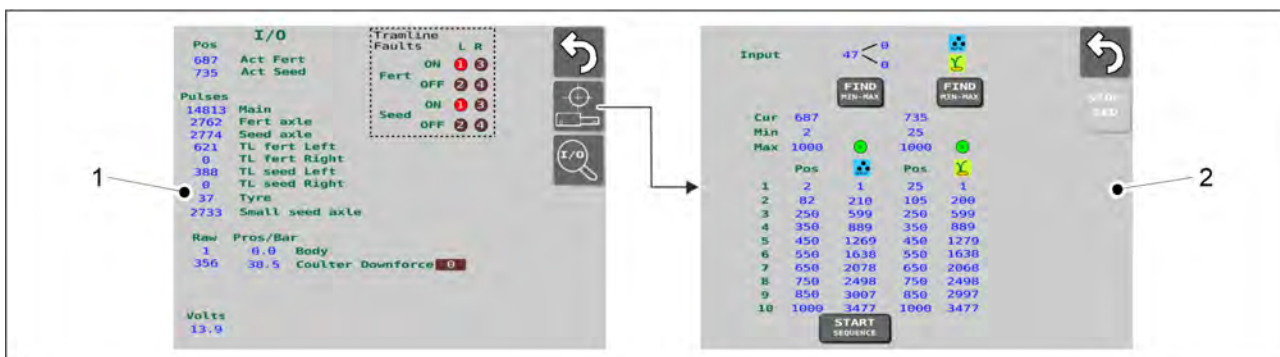 1
I/O
Pos
687 Act Fert
735 Act Seed
Pulses
14813 Main
2762 Fert axle
2774 Seed axle
621 TL fert Left
0 TL fert Right
388 TL seed Left
0 TL seed Right
37 Tyre
2733 Small seed axle
Raw Pros/Bar
1 0.0 Body
356 38.5 Coulter Downforce 0
Volts
13.9
Tramline
Faults L R
Fert ON 1 3
OFF 2 4
Seed ON 1 3
OFF 2 4
I/O
Input 47 0
0
FIND FIND
MIN-MAX MIN-MAX
Cur 687 735
Min 2 25
Max 1000 1000
Pos Pos
1 2 1 25 1
2 82 210 105 200
3 250 599 250 599
4 350 889 350 889
5 450 1269 450 1279
6 550 1638 550 1638
7 650 2078 650 2068
8 750 2498 750 2498
9 850 3007 850 2997
10 1000 3477 1000 3477
START
SEQUENCE
2